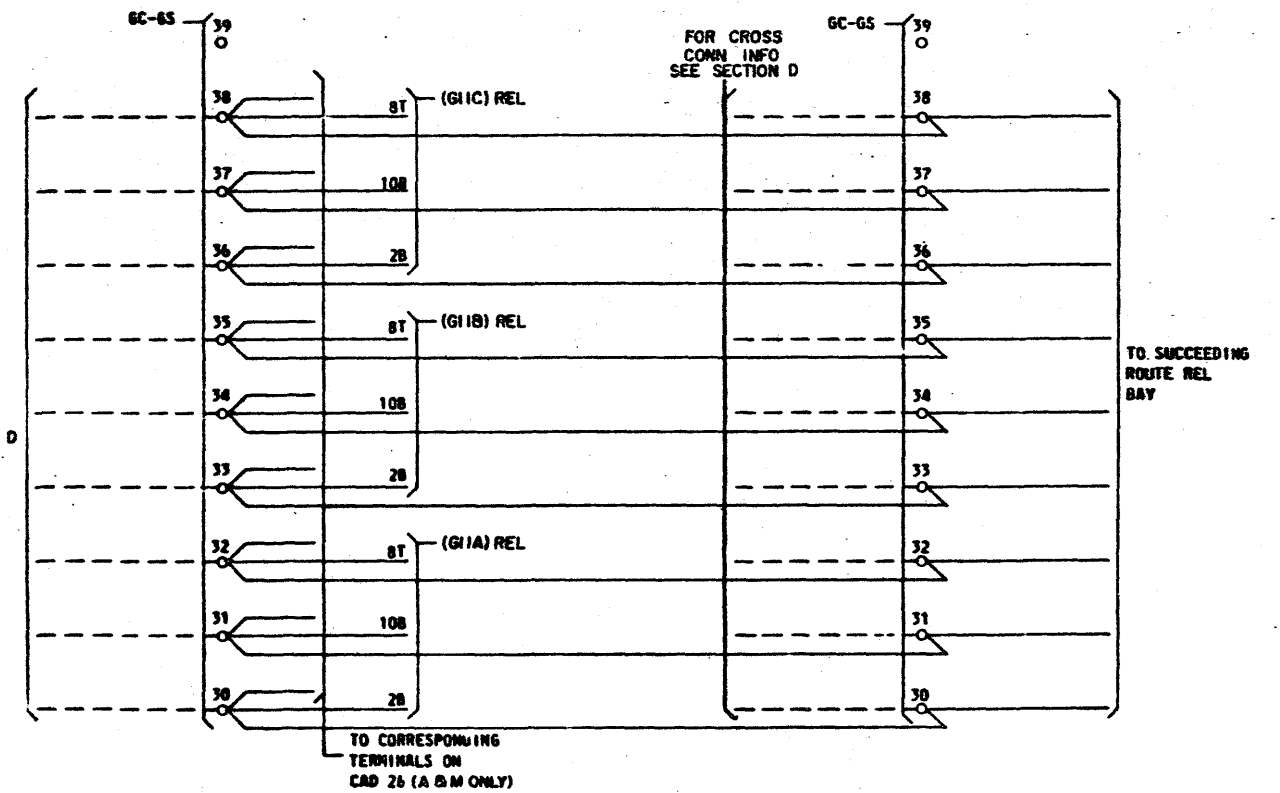 GC-GS
39
GC-GS
39
FOR CROSS
CONN INFO
SEE SECTION D
38
8T
(G11C) REL
38
37
10B
37
36
2B
36
35
8T
(G11B) REL
35
TO SUCCEEDING
ROUTE REL
BAY
34
10B
34
D
33
2B
33
32
8T
(G11A) REL
32
31
10B
31
30
2B
30
TO CORRESPONDING
TERMINALS ON
CAD 26 (A & M ONLY)